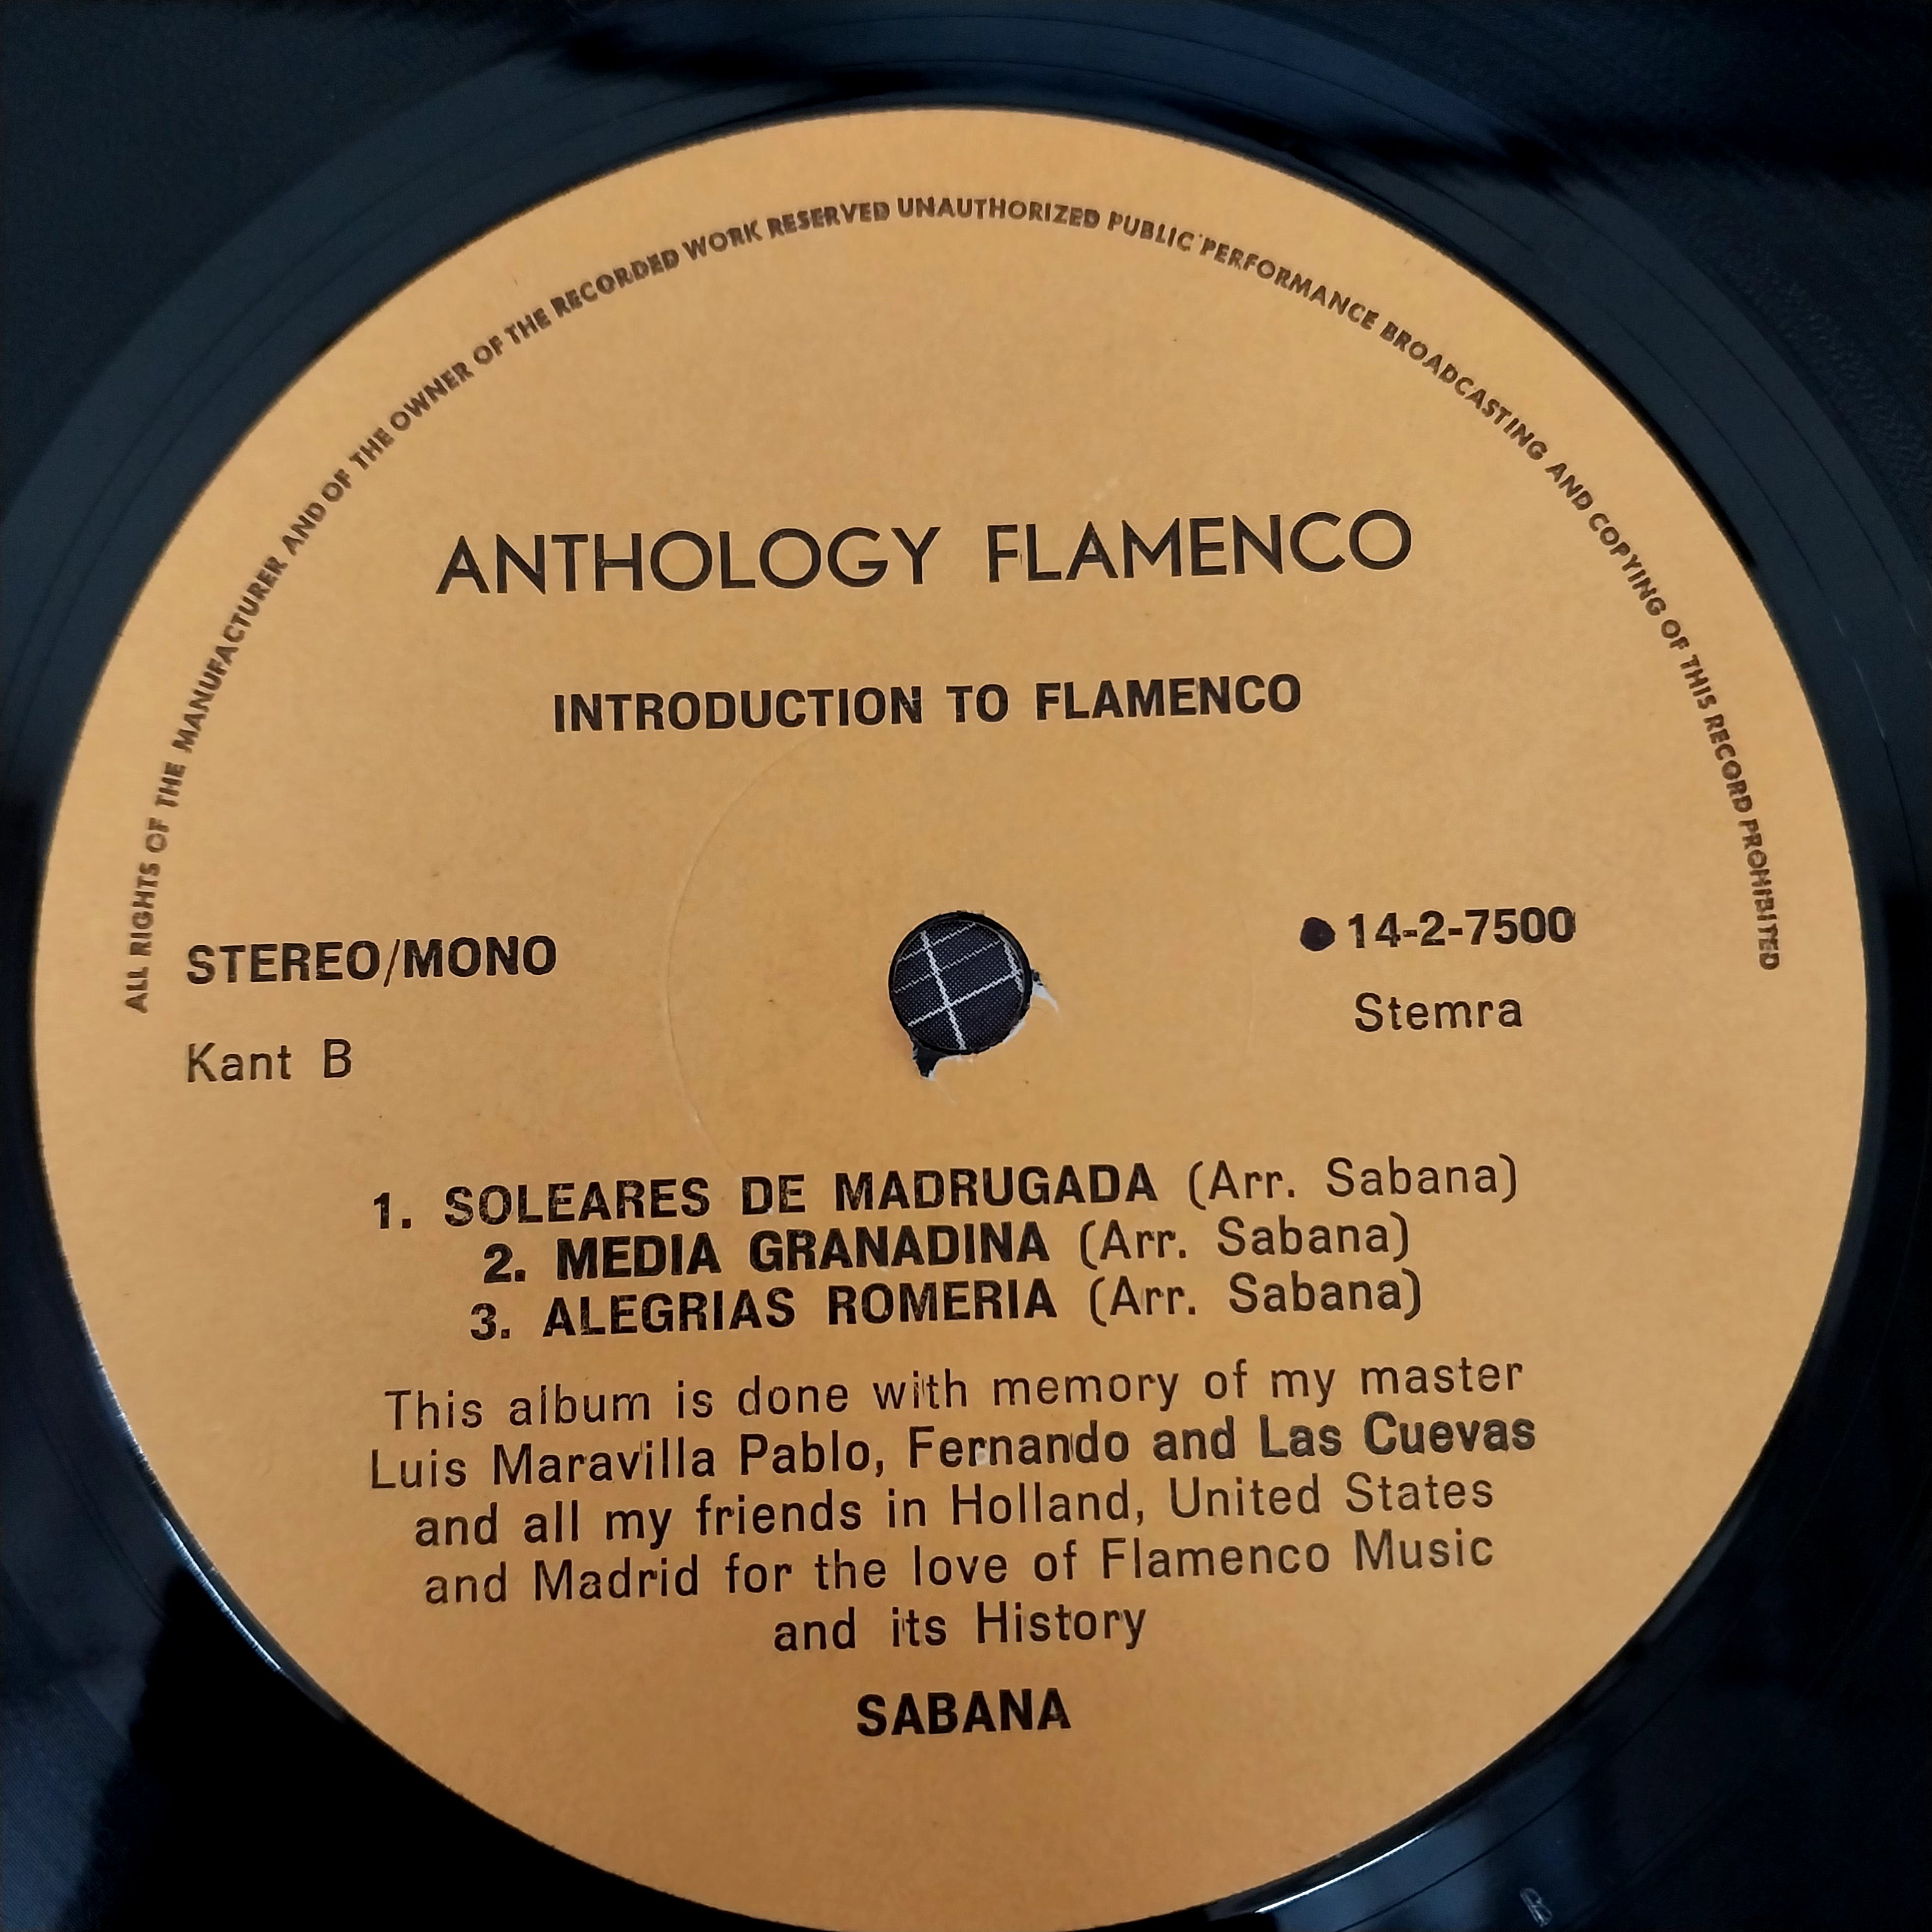 ALL RIGHTS OF THE MANUFACTURER AND OF THE OWNER OF THE RECORDED WORK RESERVED UNAUTHORIZED PUBLIC PERFORMANCE BROADCASTING AND COPYING OF THIS RECORD PROHIBITED
ANTHOLOGY FLAMENCO
INTRODUCTION TO FLAMENCO
STEREO/MONO
Kant B
14-2-7500
Stemra
1. SOLEARES DE MADRUGADA (Arr. Sabana)
2. MEDIA GRANADINA (Arr. Sabana)
3. ALEGRIAS ROMERIA (Arr. Sabana)
This album is done with memory of my master
Luis Maravilla Pablo, Fernando and Las Cuevas
and all my friends in Holland, United States
and Madrid for the love of Flamenco Music
and its History
SABANA